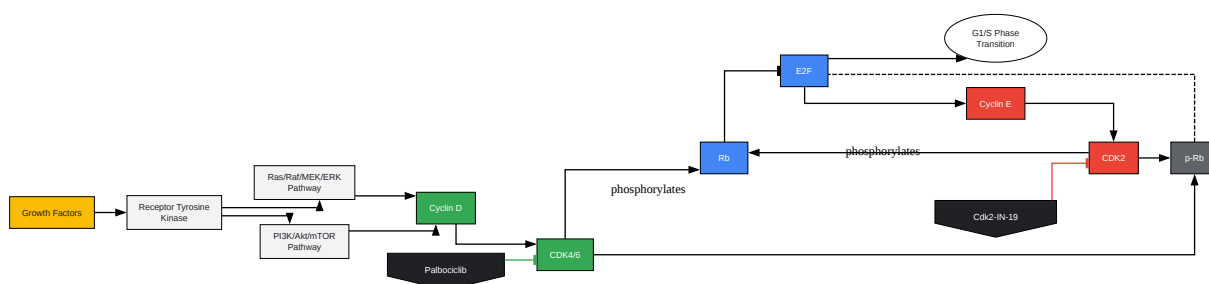 G1/S Phase
Transition
E2F
Cyclin E
Rb
phosphorylates
CDK2
p-Rb
phosphorylates
Ras/Raf/MEK/ERK
Pathway
Growth Factors
Receptor Tyrosine
Kinase
Cyclin D
Cdk2-IN-19
PI3K/Akt/mTOR
Pathway
CDK4/6
Palbociclib